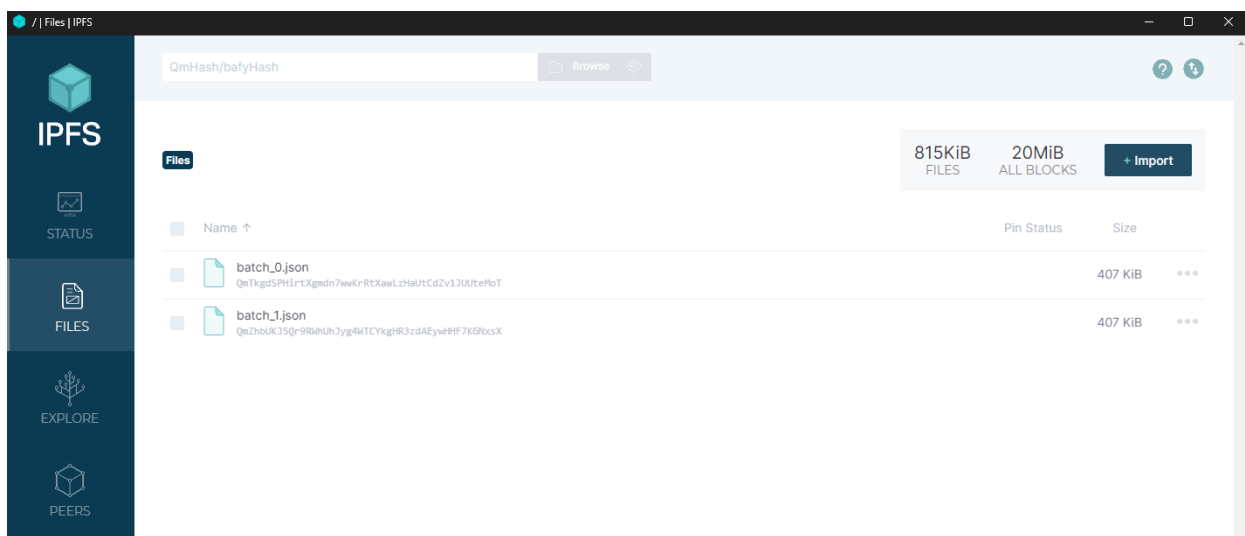 / | Files | IPFS
QmHash/bafyHash
Browse
IPFS
Files
815KiB
FILES
20MiB
ALL BLOCKS
+ Import
STATUS
Name ↑
Pin Status
Size
batch_0.json
QmTkgdSPHirtXgmdn7wwKrRtXawLzHaUtCdZv1JUUteMoT
407 KiB
FILES
batch_1.json
QmZhbUKJ5Qr9RWhUhJyg4WTCYkgHR3zdAEywHHF7KGNxsX
407 KiB
EXPLORE
PEERS